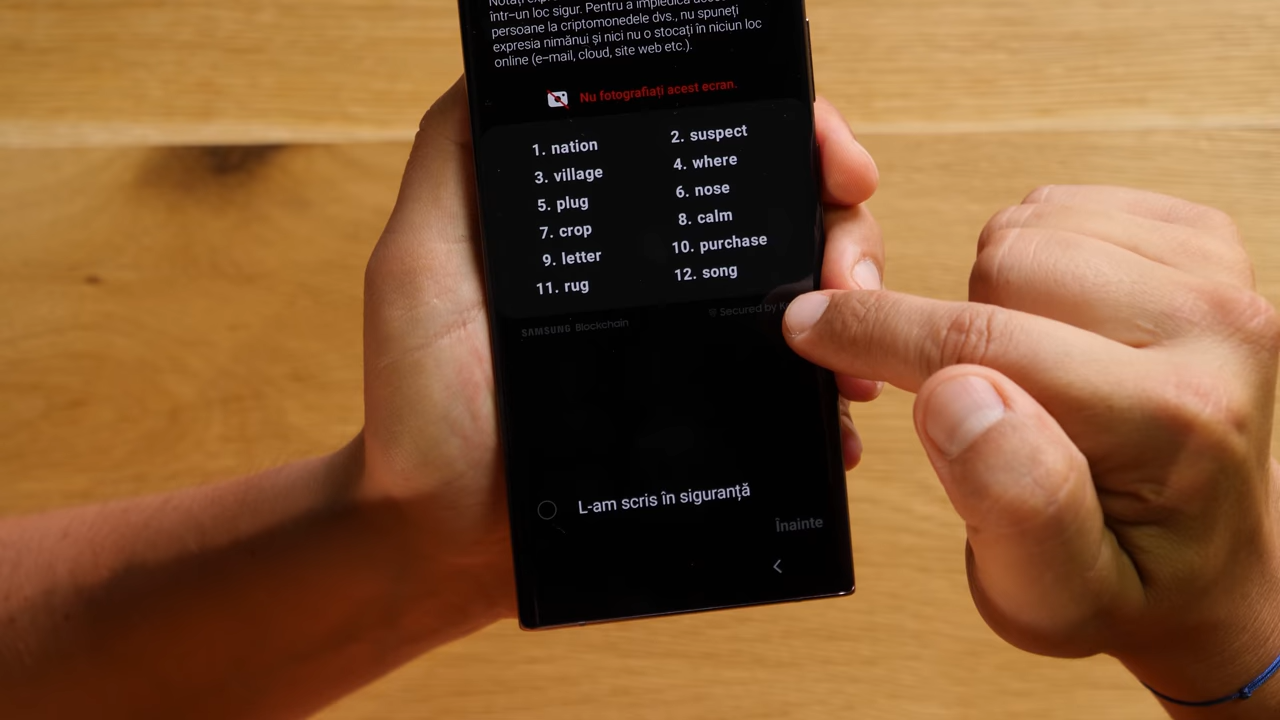 Notați
într-un loc sigur. Pentru a împiedica
persoane la criptomonedele dvs., nu spuneți
expresia nimănui și nici nu o stocați în niciun loc
online (e-mail, cloud, site web etc.).
Nu fotografiați acest ecran.
1. nation 2. suspect
3. village 4. where
5. plug 6. nose
7. crop 8. calm
9. letter 10. purchase
11. rug 12. song
SAMSUNG Blockchain Secured by
L-am scris în siguranță
Înainte